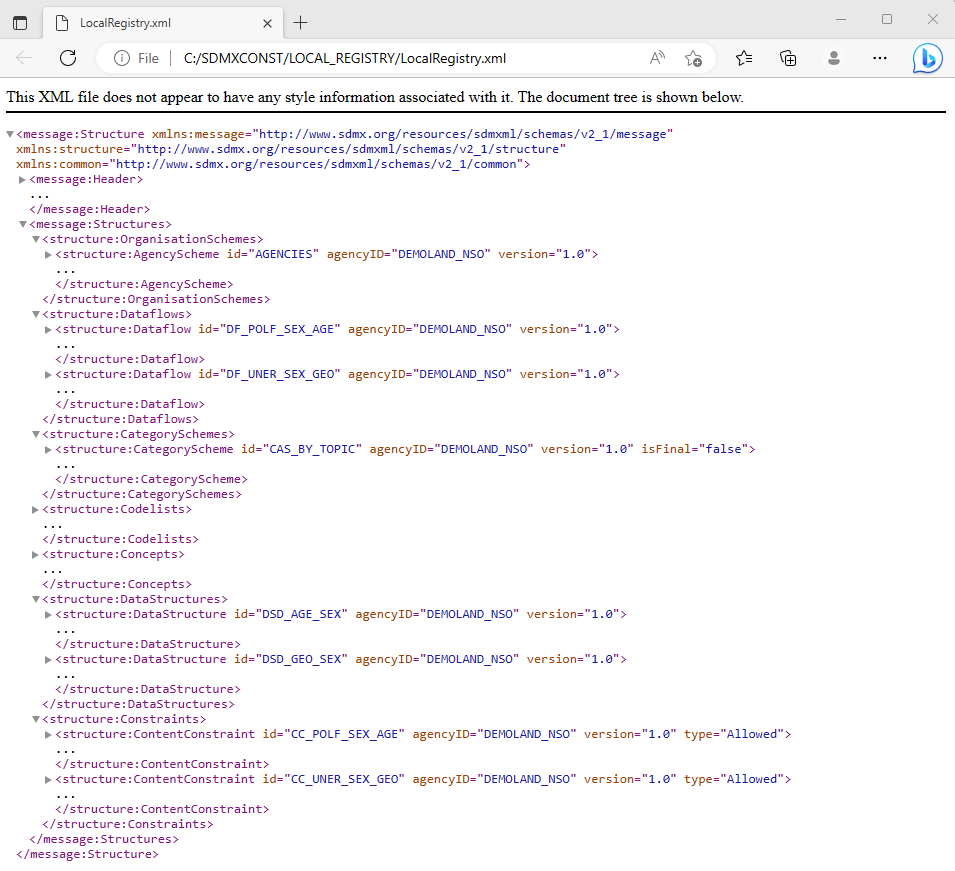 LocalRegistry.xml
File C:/SDMXCONST/LOCAL_REGISTRY/LocalRegistry.xml
This XML file does not appear to have any style information associated with it. The document tree is shown below.
<message:Structure xmlns:message="http://www.sdmx.org/resources/sdmxml/schemas/v2_1/message"
xmlns:structure="http://www.sdmx.org/resources/sdmxml/schemas/v2_1/structure"
xmlns:common="http://www.sdmx.org/resources/sdmxml/schemas/v2_1/common">
<message:Header>
...
</message:Header>
<message:Structures>
<structure:OrganisationSchemes>
<structure:AgencyScheme id="AGENCIES" agencyID="DEMOLAND_NSO" version="1.0">
...
</structure:AgencyScheme>
</structure:OrganisationSchemes>
<structure:Dataflows>
<structure:Dataflow id="DF_POLF_SEX_AGE" agencyID="DEMOLAND_NSO" version="1.0">
...
</structure:Dataflow>
<structure:Dataflow id="DF_UNER_SEX_GEO" agencyID="DEMOLAND_NSO" version="1.0">
...
</structure:Dataflow>
</structure:Dataflows>
<structure:CategorySchemes>
<structure:CategoryScheme id="CAS_BY_TOPIC" agencyID="DEMOLAND_NSO" version="1.0" isFinal="false">
...
</structure:CategoryScheme>
</structure:CategorySchemes>
<structure:Codelists>
...
</structure:Codelists>
<structure:Concepts>
...
</structure:Concepts>
<structure:DataStructures>
<structure:DataStructure id="DSD_AGE_SEX" agencyID="DEMOLAND_NSO" version="1.0">
...
</structure:DataStructure>
<structure:DataStructure id="DSD_GEO_SEX" agencyID="DEMOLAND_NSO" version="1.0">
...
</structure:DataStructure>
</structure:DataStructures>
<structure:Constraints>
<structure:ContentConstraint id="CC_POLF_SEX_AGE" agencyID="DEMOLAND_NSO" version="1.0" type="Allowed">
...
</structure:ContentConstraint>
<structure:ContentConstraint id="CC_UNER_SEX_GEO" agencyID="DEMOLAND_NSO" version="1.0" type="Allowed">
...
</structure:ContentConstraint>
</structure:Constraints>
</message:Structures>
</message:Structure>